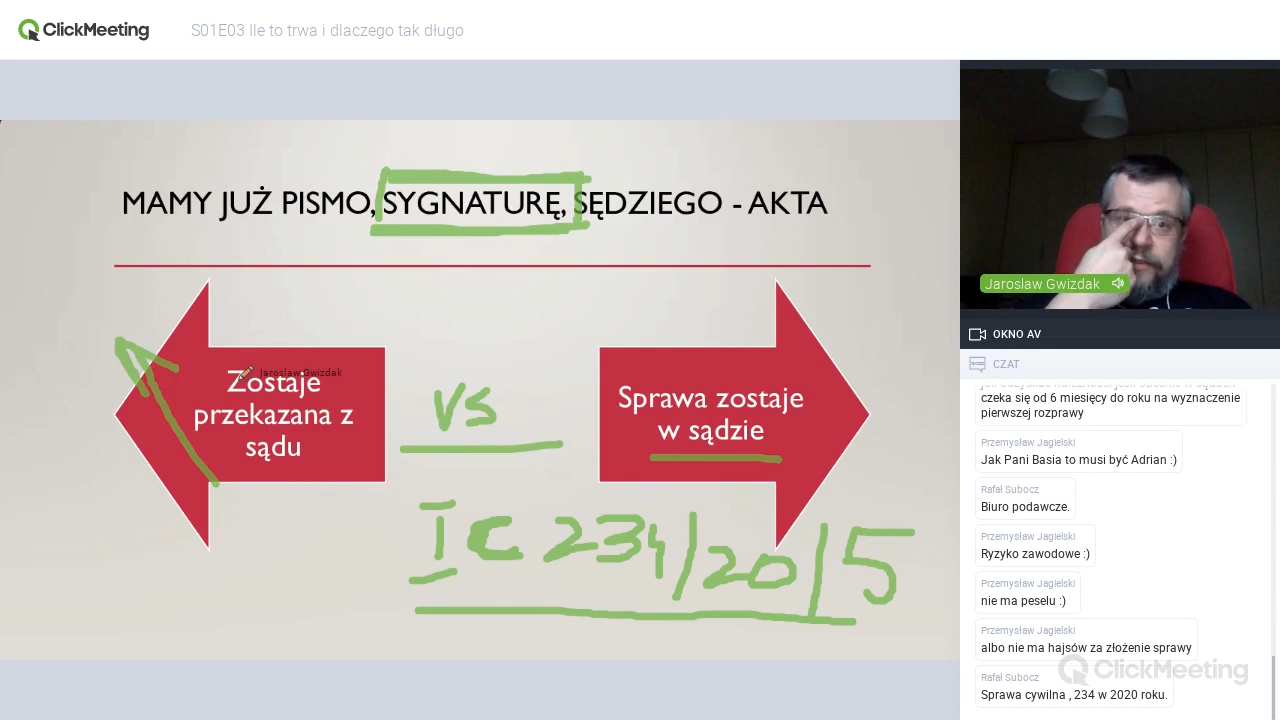 ClickMeeting
S01E03 Ile to trwa i dlaczego tak długo
MAMY JUŻ PISMO, SYGNATURĘ, SĘDZIEGO - AKTA
Jaroslaw Gwizdak
Zostaje
przekazana z
sądu
vs
Sprawa zostaje
w sądzie
I C 234/20/5
Jaroslaw Gwizdak
OKNO AV
CZAT
czeka się od 6 miesięcy do roku na wyznaczenie
pierwszej rozprawy
Przemysław Jagielski
Jak Pani Basia to musi być Adrian :)
Rafał Subocz
Biuro podawcze.
Przemysław Jagielski
Ryzyko zawodowe :)
Przemysław Jagielski
nie ma peselu :)
Przemysław Jagielski
albo nie ma hajsów za złożenie sprawy
ClickMeeting
Rafał Subocz
Sprawa cywilna , 234 w 2020 roku.